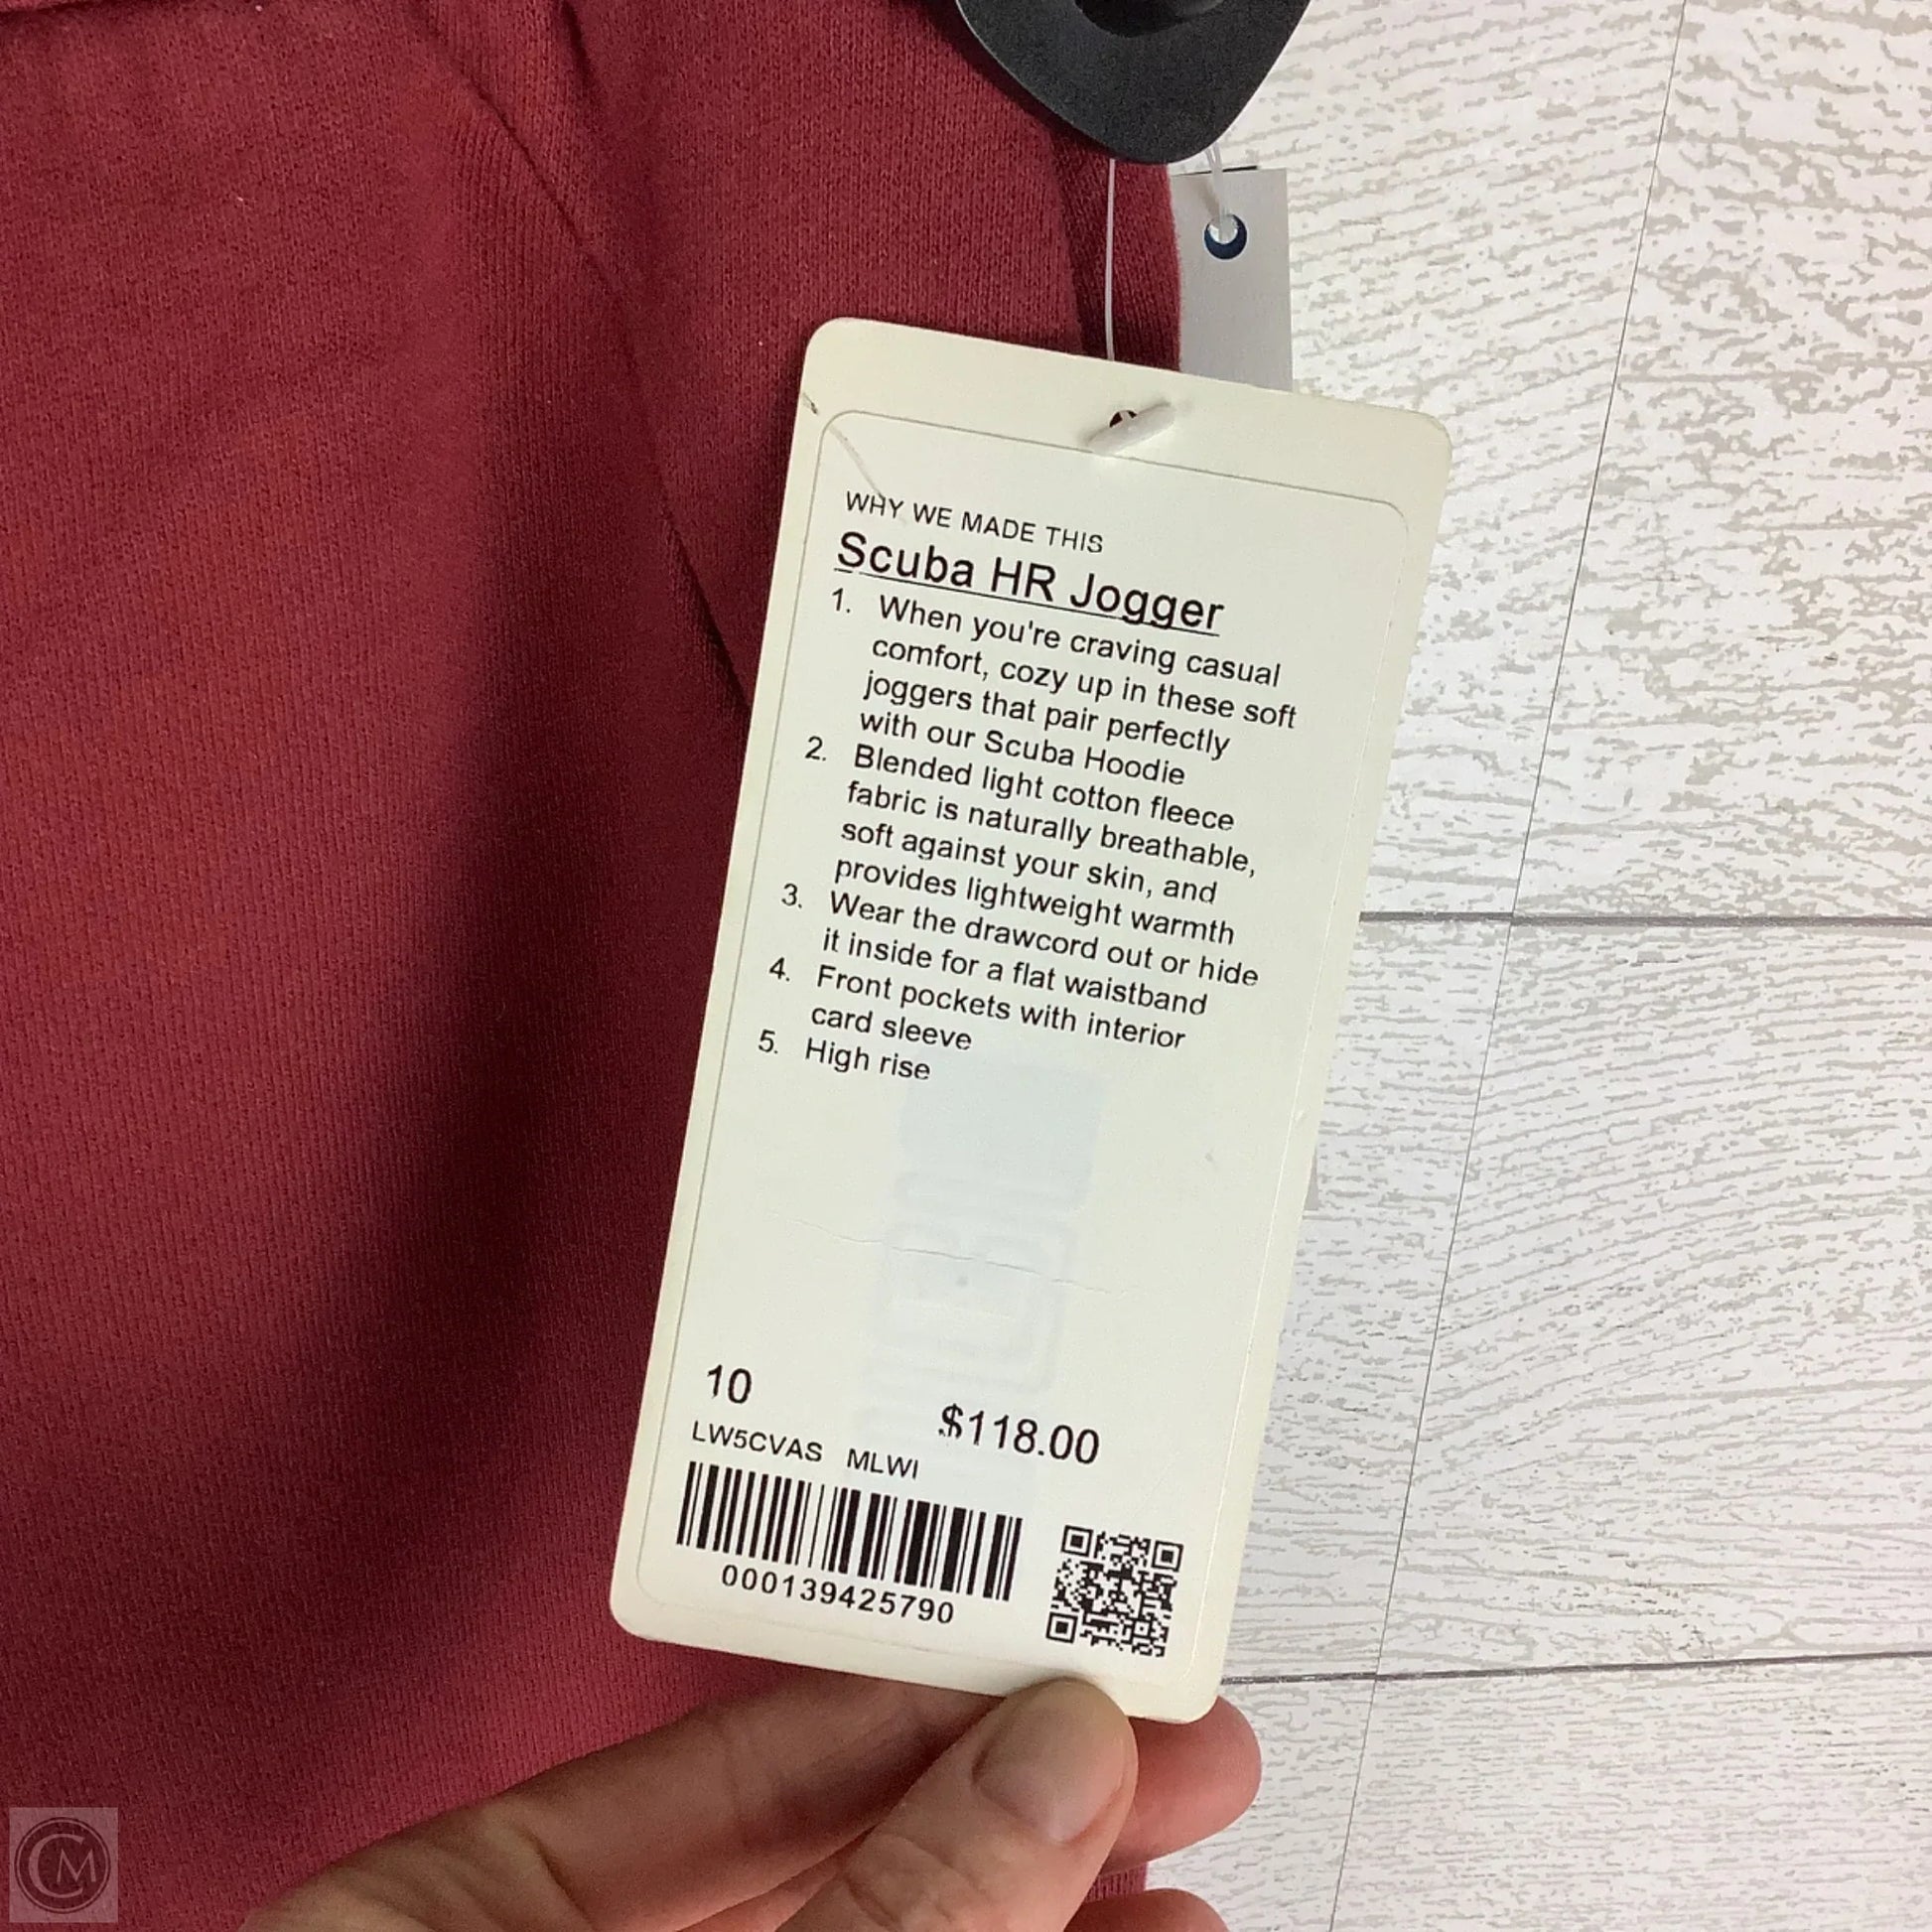 WHY WE MADE THIS
Scuba HR Jogger
1. When you're craving casual
comfort, cozy up in these soft
joggers that pair perfectly
with our Scuba Hoodie
2. Blended light cotton fleece
fabric is naturally breathable,
soft against your skin, and
provides lightweight warmth
3. Wear the drawcord out or hide
it inside for a flat waistband
4. Front pockets with interior
card sleeve
5. High rise
10
$118.00
LW5CVAS MLWI
000139425790
CM